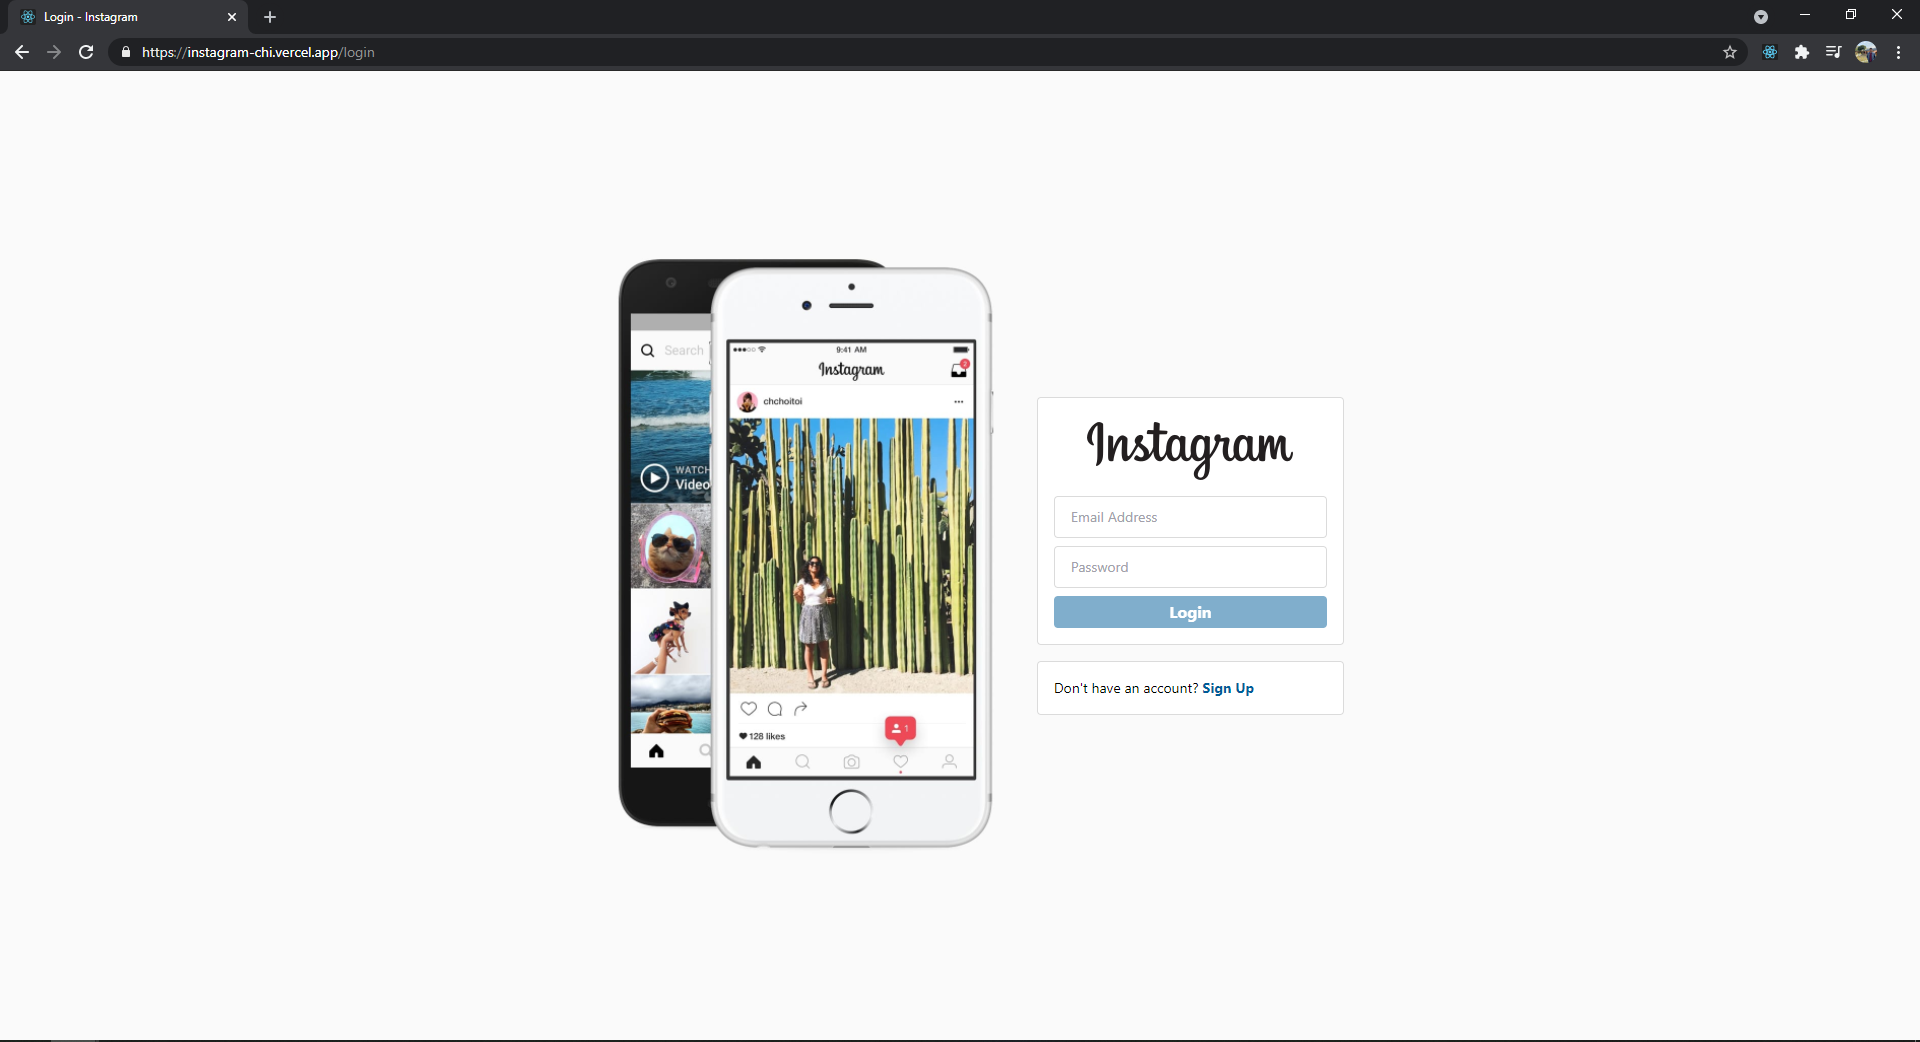 Login - Instagram
https://instagram-chi.vercel.app/login
Search
WATCH
Video
9:41 AM
Instagram
2
chchoitoi
1
128 likes
Instagram
Email Address
Password
Login
Don't have an account? Sign Up